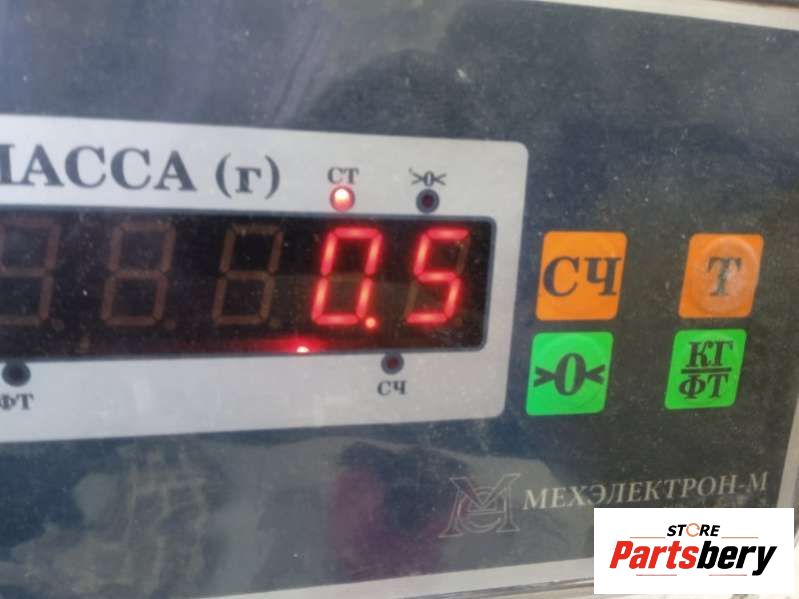 МАССА (г)
СТ
>0<
0.5
ФТ
СЧ
СЧ
Т
>0<
КГ
ФТ
МЕХЭЛЕКТРОН-М
STORE
Partsbery